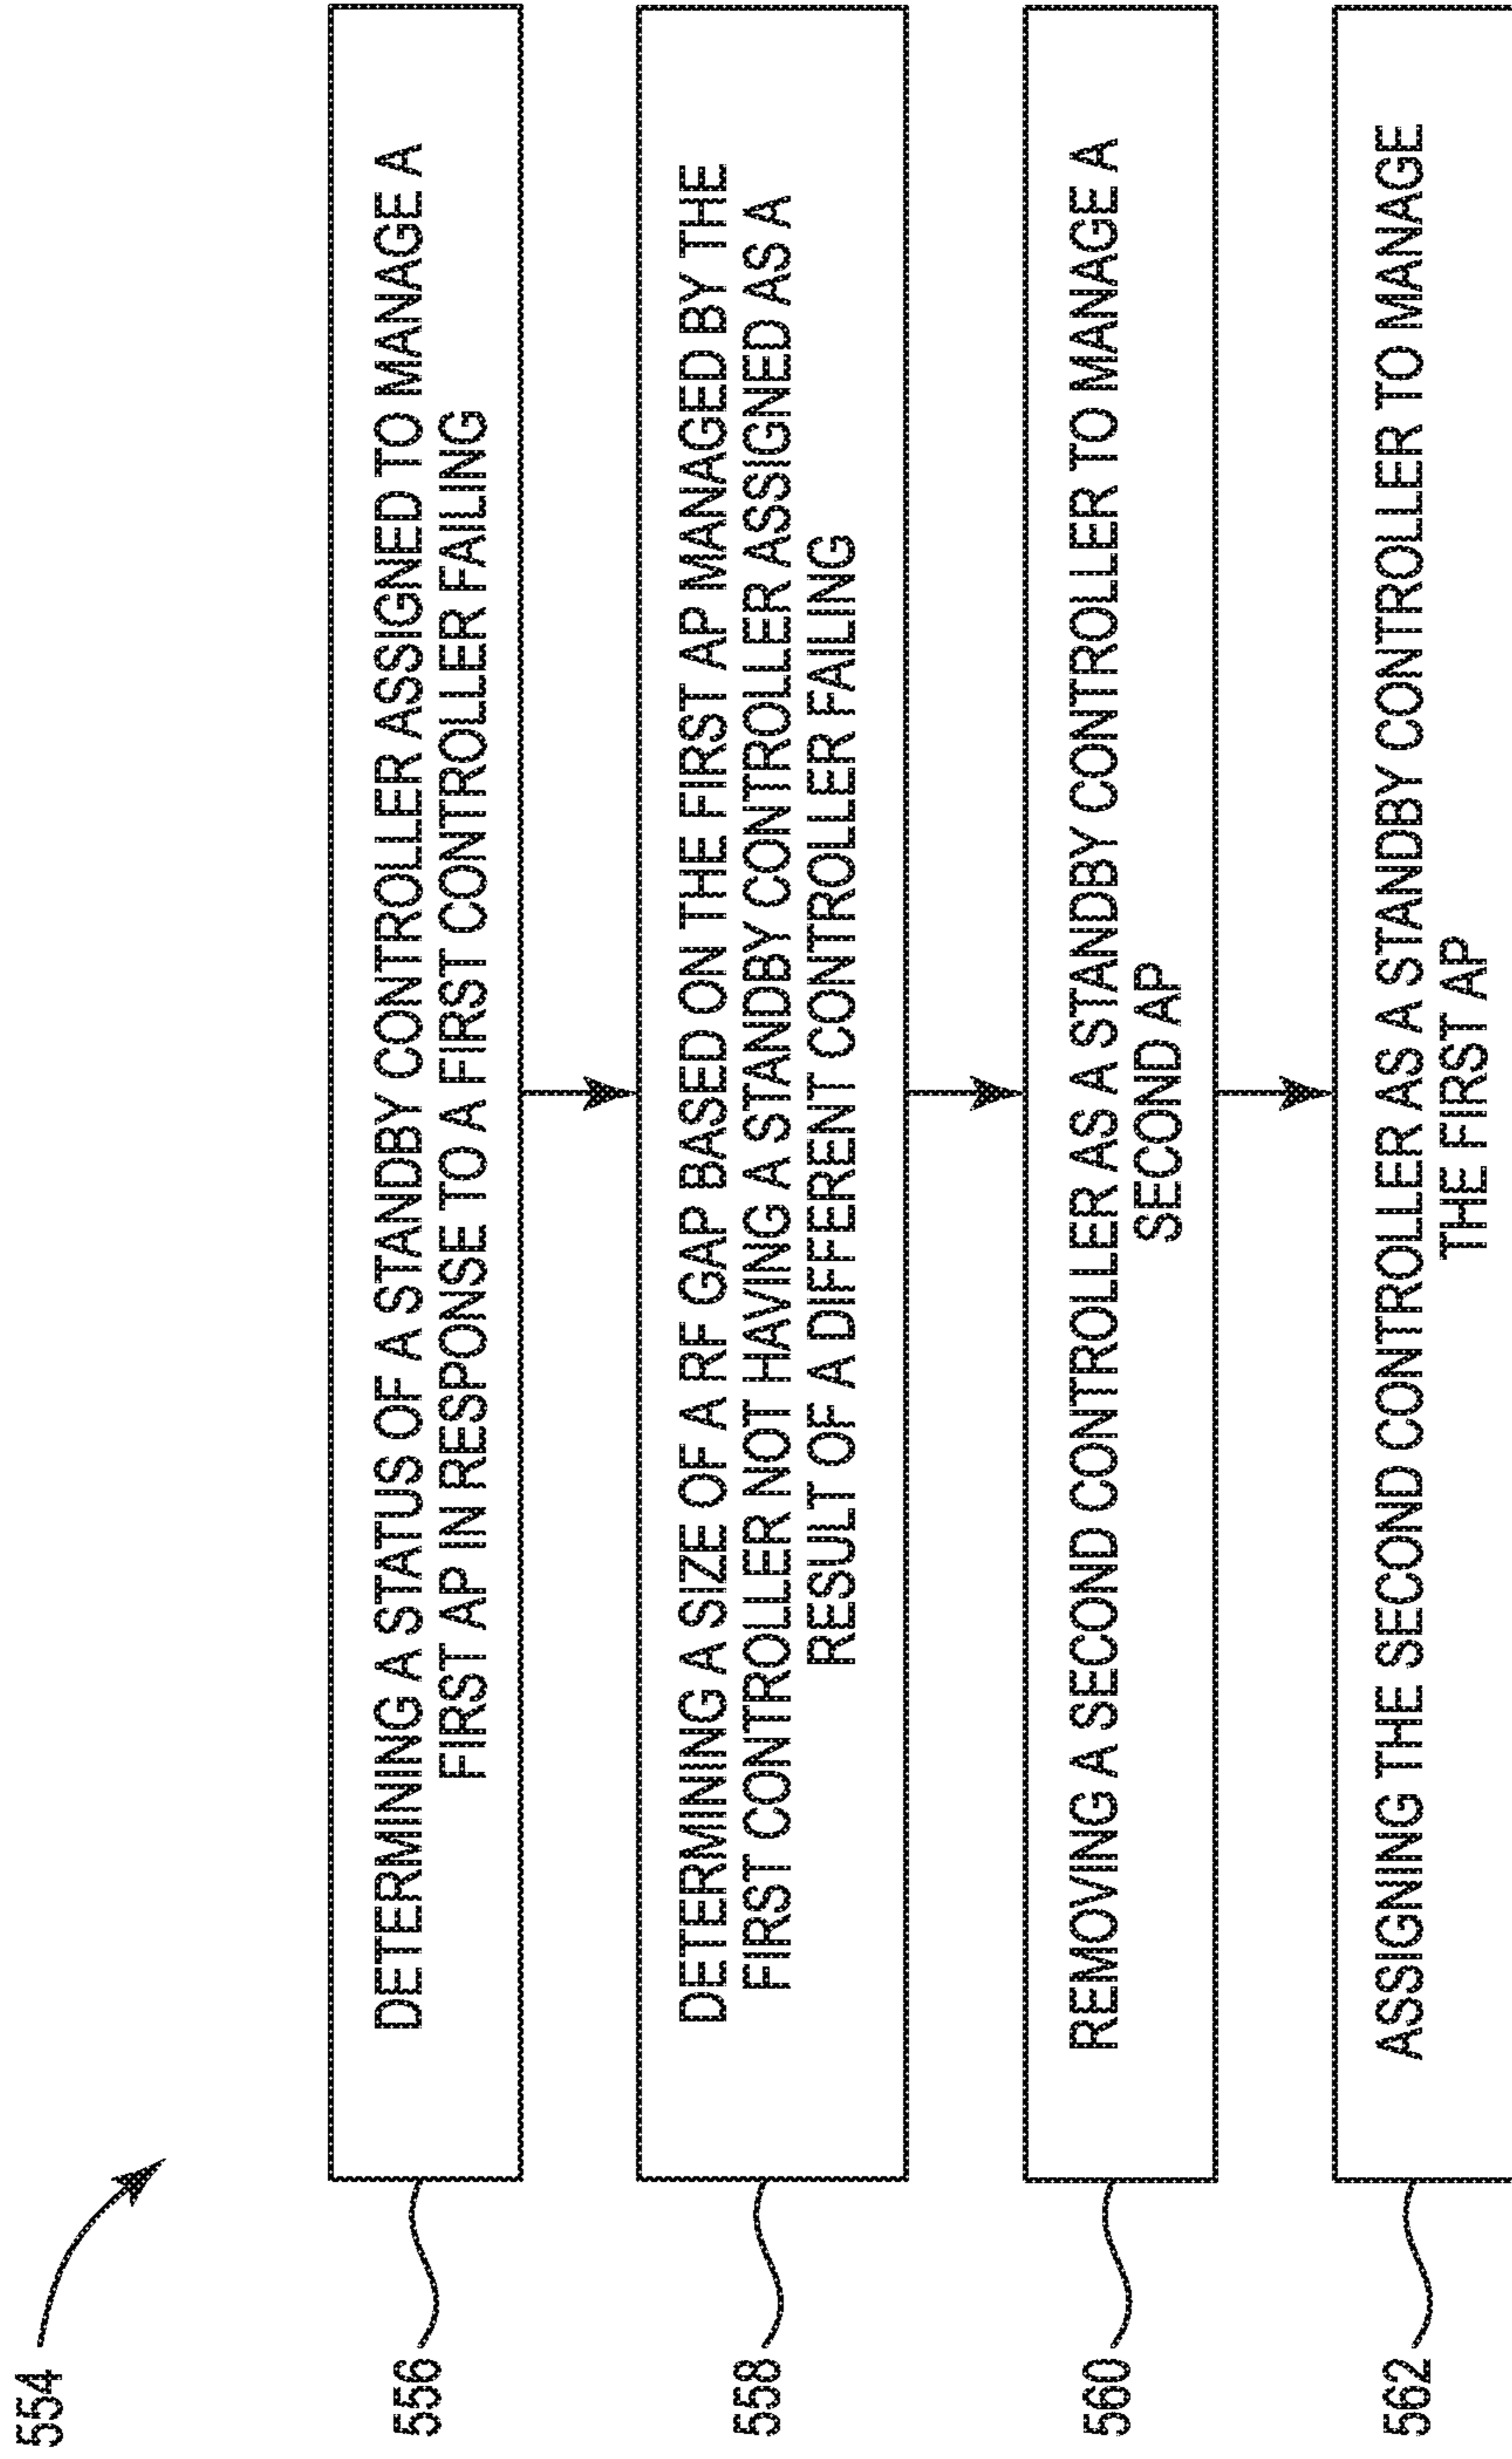 554
556
DETERMINING A STATUS OF A STANDBY CONTROLLER ASSIGNED TO MANAGE A
FIRST AP IN RESPONSE TO A FIRST CONTROLLER FAILING
558
DETERMINING A SIZE OF A RF GAP BASED ON THE FIRST AP MANAGED BY THE
FIRST CONTROLLER NOT HAVING A STANDBY CONTROLLER ASSIGNED AS A
RESULT OF A DIFFERENT CONTROLLER FAILING
560
REMOVING A SECOND CONTROLLER AS A STANDBY CONTROLLER TO MANAGE A
SECOND AP
562
ASSIGNING THE SECOND CONTROLLER AS A STANDBY CONTROLLER TO MANAGE
THE FIRST AP